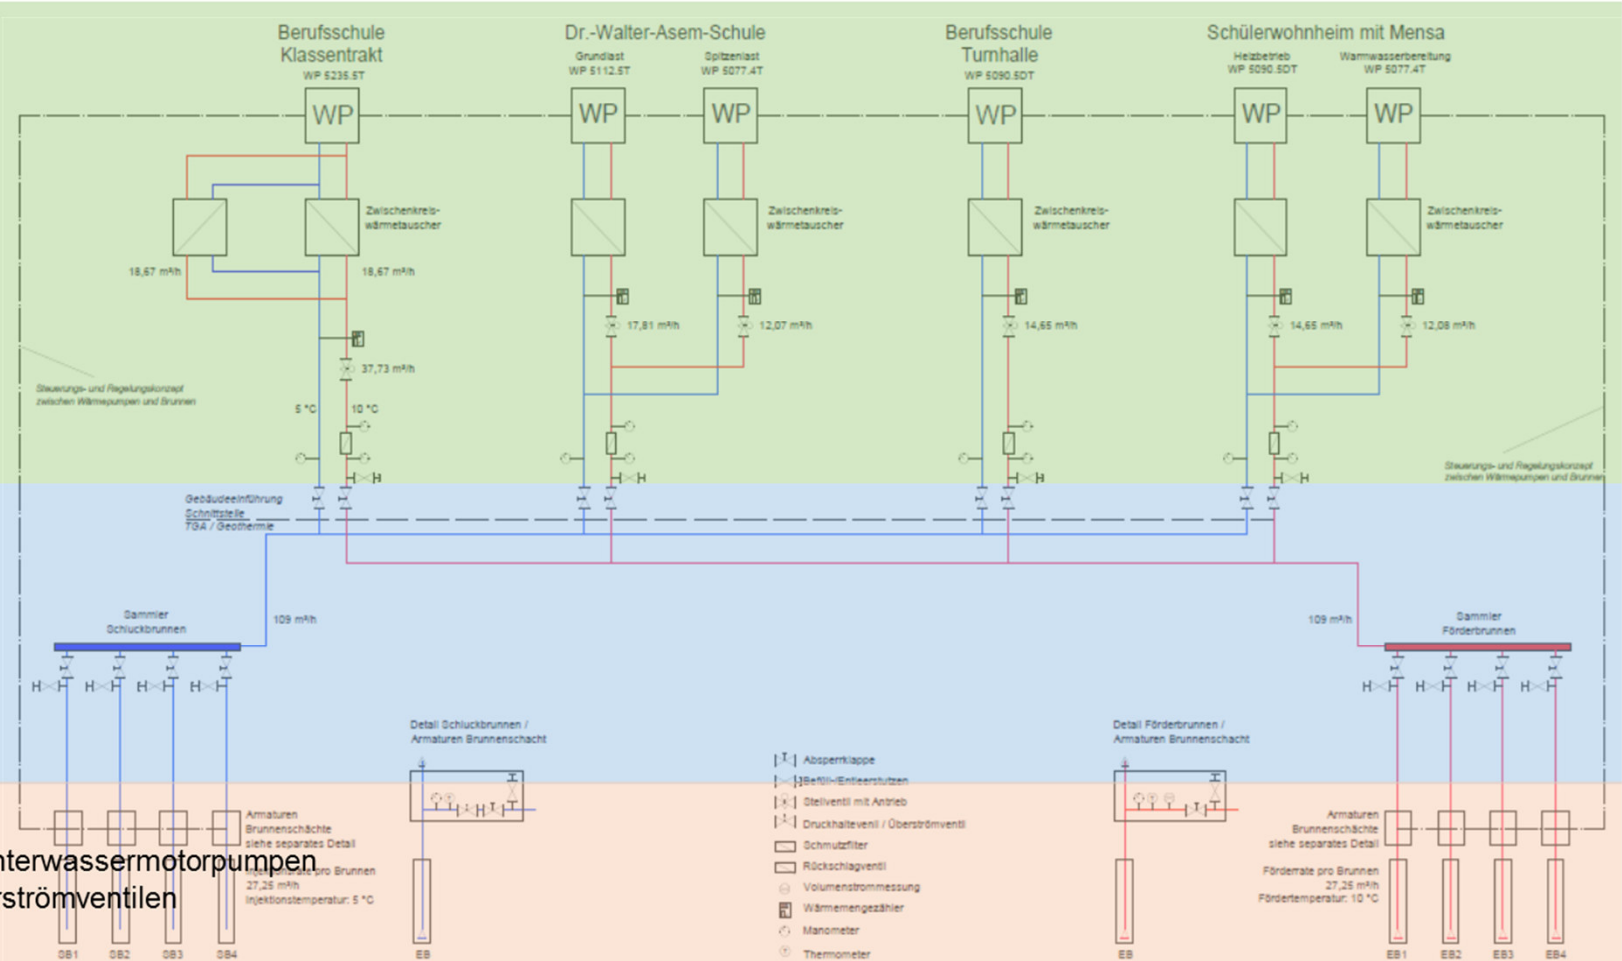 Berufsschule
Klassentrakt
WP 5235.5T
Dr.-Walter-Asem-Schule
Grundlast
WP 5112.5T
Spitzenlast
WP 5077.4T
Berufsschule
Turnhalle
WP 5090.5DT
Schülerwohnheim mit Mensa
Heizbetrieb
WP 5090.5DT
Warmwasserbereitung
WP 5077.4T
WP
WP
WP
WP
WP
WP
Zwischenkreis-
wärmetauscher
Zwischenkreis-
wärmetauscher
Zwischenkreis-
wärmetauscher
Zwischenkreis-
wärmetauscher
18,67 m³/h
18,67 m³/h
17,81 m³/h
12,07 m³/h
14,65 m³/h
14,65 m³/h
12,08 m³/h
37,73 m³/h
Steuerungs- und Regelungskonzept
zwischen Wärmepumpen und Brunnen
5 °C
10 °C
Steuerungs- und Regelungskonzept
zwischen Wärmepumpen und Brunnen
Gebäudeeinführung
Schnittstelle
TGA / Geothermie
Sammler
Schluckbrunnen
109 m³/h
109 m³/h
Sammler
Förderbrunnen
Detail Schluckbrunnen /
Armaturen Brunnenschacht
Detail Förderbrunnen /
Armaturen Brunnenschacht
Absperrklappe
Befüll-/Entleerstutzen
Stellventil mit Antrieb
Druckhalteventil / Überströmventil
Schmutzfilter
Rückschlagventil
Volumenstrommessung
Wärmemengezähler
Manometer
Thermometer
Armaturen
Brunnenschächte
siehe separates Detail
nterwassermotorpumpen
Injektionsrate pro Brunnen
27,25 m³/h
rströmventilen
Injektionstemperatur: 5 °C
Armaturen
Brunnenschächte
siehe separates Detail
Förderrate pro Brunnen
27,25 m³/h
Fördertemperatur: 10 °C
SB1
SB2
SB3
SB4
EB
EB
EB1
EB2
EB3
EB4